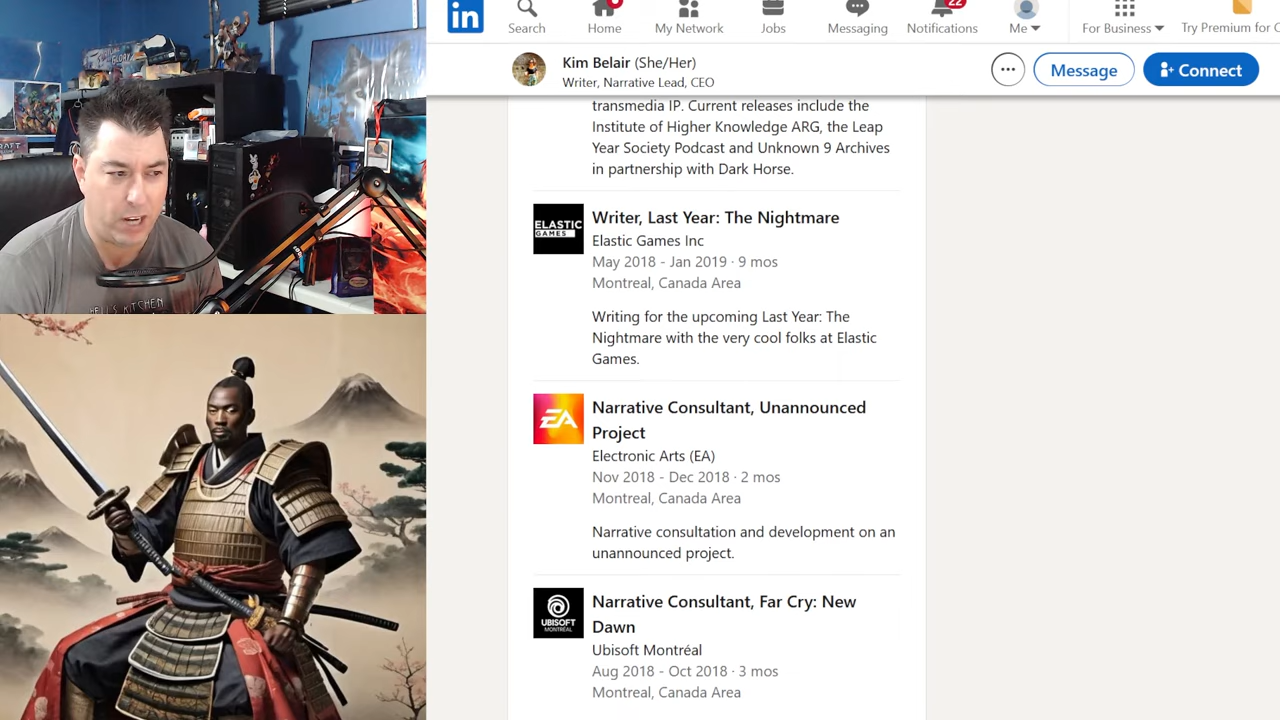 in
22
Search
Home
My Network
Jobs
Messaging
Notifications
Me
For Business
Try Premium for
Kim Belair (She/Her)
Writer, Narrative Lead, CEO
Message
Connect
transmedia IP. Current releases include the
Institute of Higher Knowledge ARG, the Leap
Year Society Podcast and Unknown 9 Archives
in partnership with Dark Horse.
ELASTIC
GAMES
Writer, Last Year: The Nightmare
Elastic Games Inc
May 2018 - Jan 2019 · 9 mos
Montreal, Canada Area
Writing for the upcoming Last Year: The
Nightmare with the very cool folks at Elastic
Games.
EA
Narrative Consultant, Unannounced
Project
Electronic Arts (EA)
Nov 2018 - Dec 2018 · 2 mos
Montreal, Canada Area
Narrative consultation and development on an
unannounced project.
UBISOFT
MONTRÉAL
Narrative Consultant, Far Cry: New
Dawn
Ubisoft Montréal
Aug 2018 - Oct 2018 · 3 mos
Montreal, Canada Area
HELL'S KITCHEN